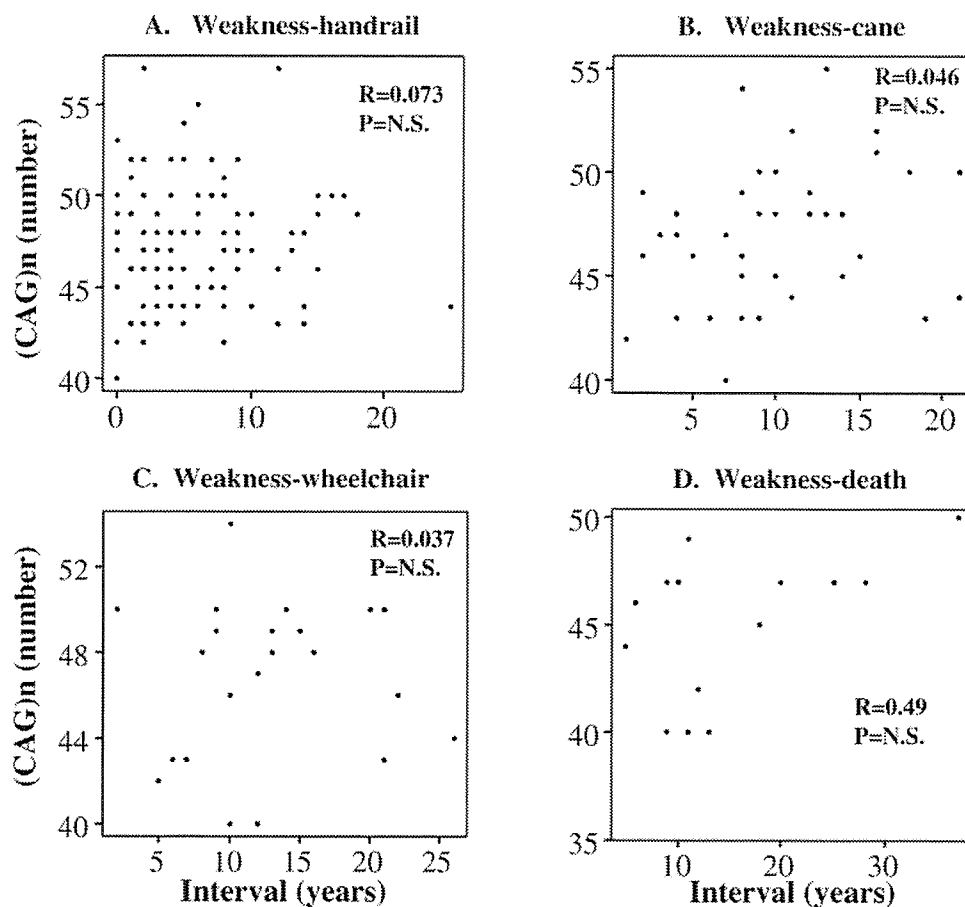 A. Weakness-handrail
B. Weakness-cane
R=0.073
P=N.S.
R=0.046
P=N.S.
(CAG)n (number)
55
50
45
40
0
10
20
55
50
45
40
5
10
15
20
C. Weakness-wheelchair
D. Weakness-death
R=0.037
P=N.S.
R=0.49
P=N.S.
(CAG)n (number)
52
48
44
40
5
10
15
20
25
Interval (years)
50
45
40
35
10
20
30
Interval (years)